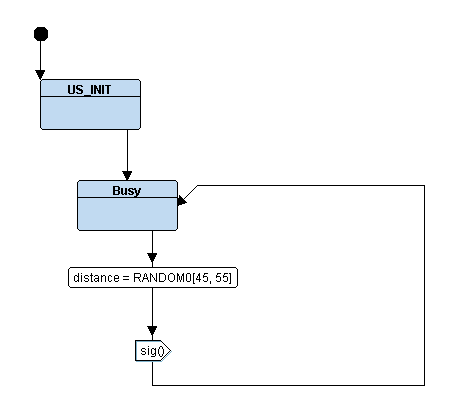 US_INIT
Busy
distance = RANDOM0[45, 55]
sig()